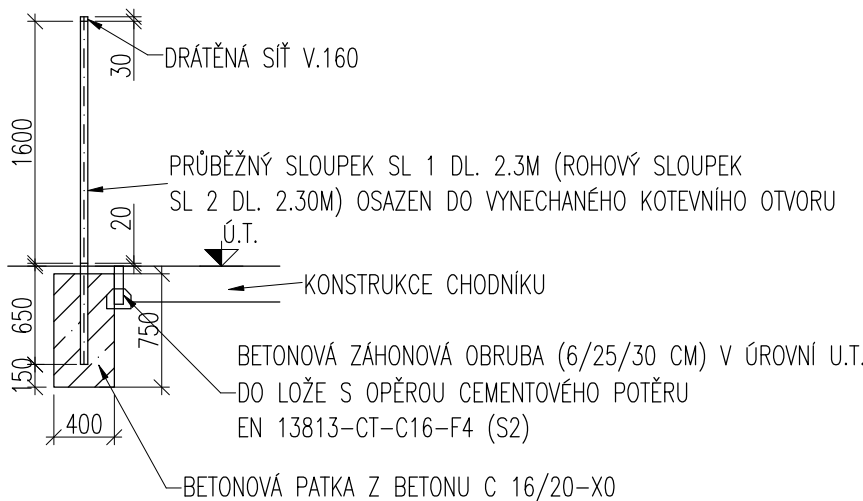 1600
30
DRÁTĚNÁ SÍŤ V.160
PRŮBĚŽNÝ SLOUPEK SL 1 DL. 2.3M (ROHOVÝ SLOUPEK
SL 2 DL. 2.30M) OSAZEN DO VYNECHANÉHO KOTEVNÍHO OTVORU
20
Ú.T.
KONSTRUKCE CHODNÍKU
650
750
150
BETONOVÁ ZÁHONOVÁ OBRUBA (6/25/30 CM) V ÚROVNÍ U.T.
DO LOŽE S OPĚROU CEMENTOVÉHO POTĚRU
EN 13813-CT-C16-F4 (S2)
400
BETONOVÁ PATKA Z BETONU C 16/20-X0